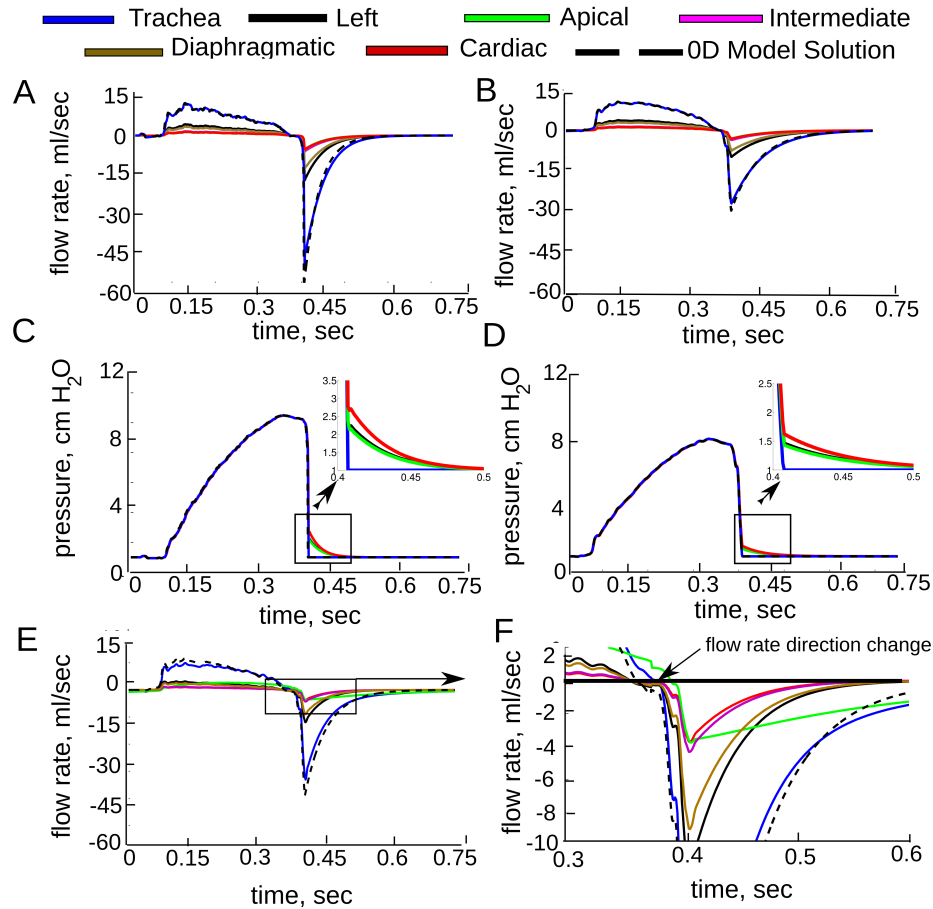 Trachea Left Apical Intermediate
Diaphragmatic Cardiac 0D Model Solution
A
flow rate, ml/sec
15
0
-15
-30
-45
-60
0 0.15 0.3 0.45 0.6 0.75
time, sec
B
flow rate, ml/sec
15
0
-15
-30
-45
-60
0 0.15 0.3 0.45 0.6 0.75
time, sec
C
pressure, cm H2O
12
8
4
0
0 0.15 0.3 0.45 0.6 0.75
time, sec
3.5
3
2.5
2
1.5
1
0.4 0.45 0.5
D
pressure, cm H2O
12
8
4
0
0 0.15 0.3 0.45 0.6 0.75
time, sec
2.5
2
1.5
1
0.4 0.45 0.5
E
flow rate, ml/sec
15
0
-15
-30
-45
-60
0 0.15 0.3 0.45 0.6 0.75
time, sec
F
flow rate direction change
flow rate, ml/sec
2
0
-2
-4
-6
-8
-10
0.3 0.4 0.5 0.6
time, sec